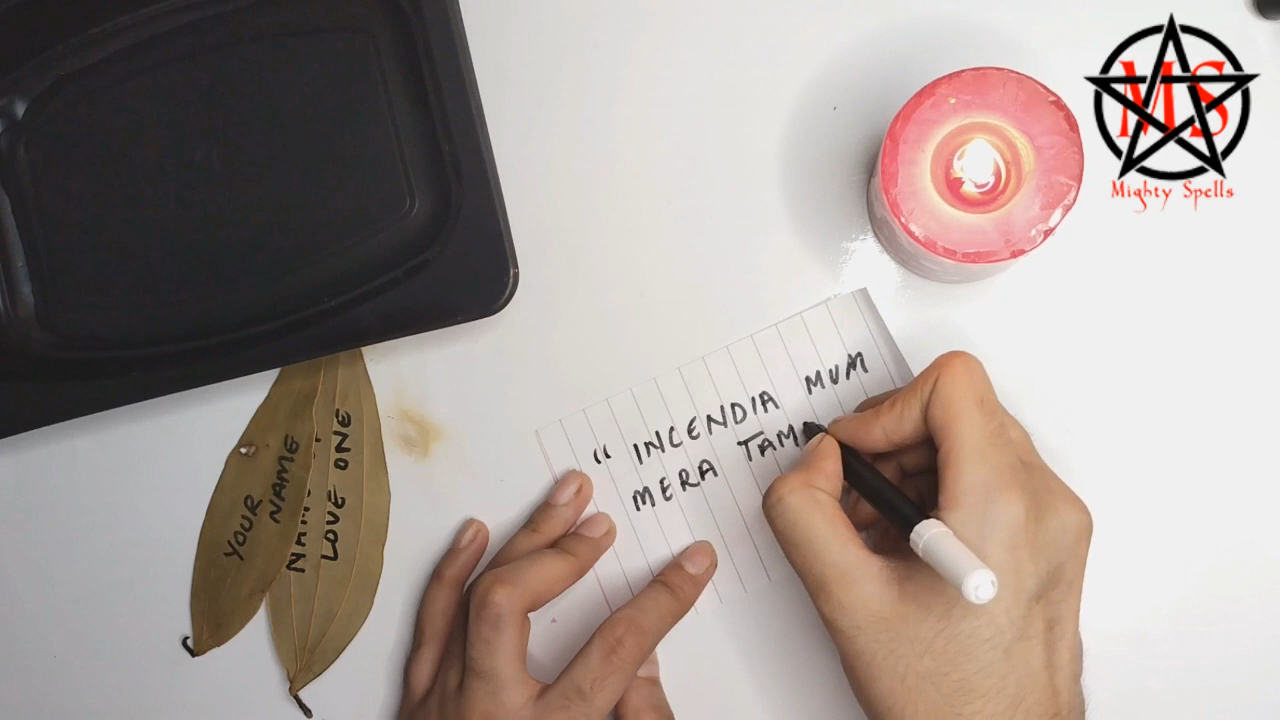 MS
Mighty Spells
“ INCENDIA MUM
MERA TAM
YOUR
NAME
LOVE ONE